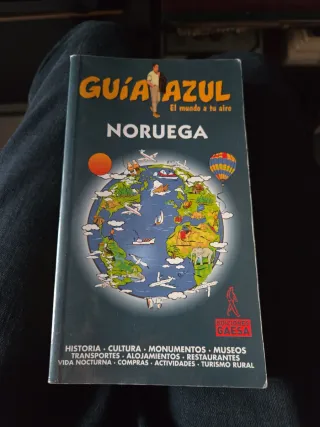 GUÍA AZUL
El mundo a tu aire
NORUEGA
EDICIONES
GAESA
HISTORIA · CULTURA · MONUMENTOS · MUSEOS
TRANSPORTES · ALOJAMIENTOS · RESTAURANTES
VIDA NOCTURNA · COMPRAS · ACTIVIDADES · TURISMO RURAL